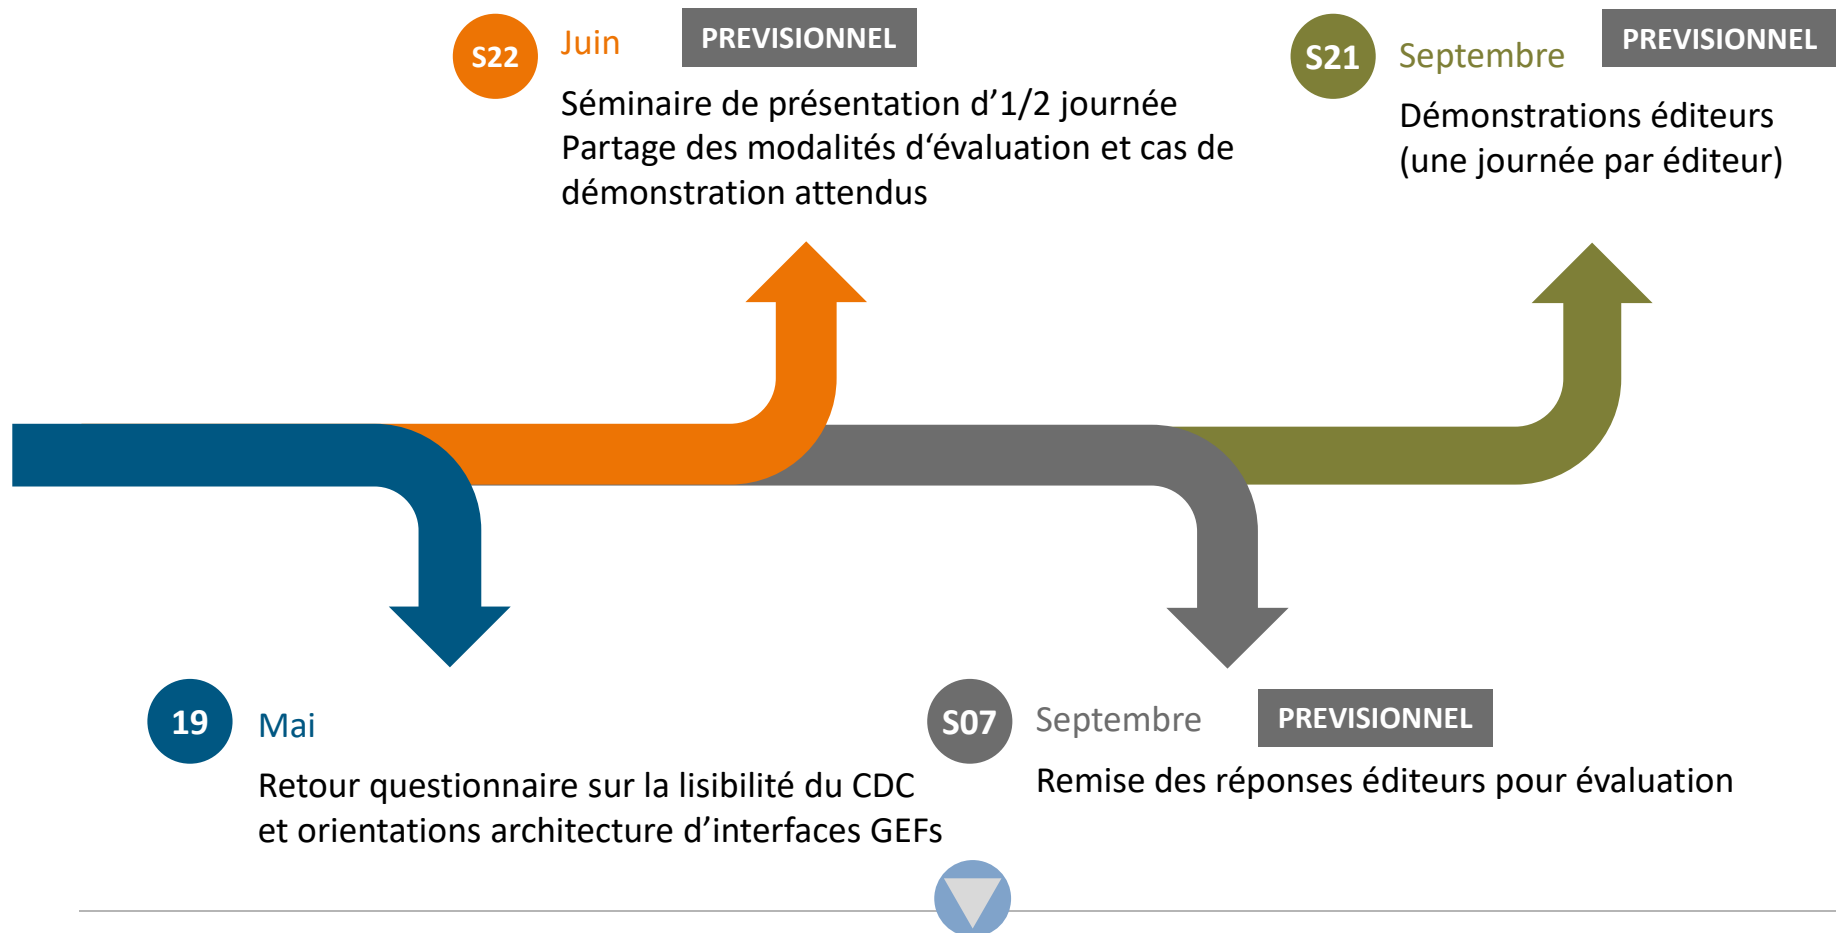 S22
Juin
PREVISIONNEL
Séminaire de présentation d’1/2 journée
Partage des modalités d‘évaluation et cas de
démonstration attendus
S21
Septembre
PREVISIONNEL
Démonstrations éditeurs
(une journée par éditeur)
19
Mai
Retour questionnaire sur la lisibilité du CDC
et orientations architecture d’interfaces GEFs
S07
Septembre
PREVISIONNEL
Remise des réponses éditeurs pour évaluation